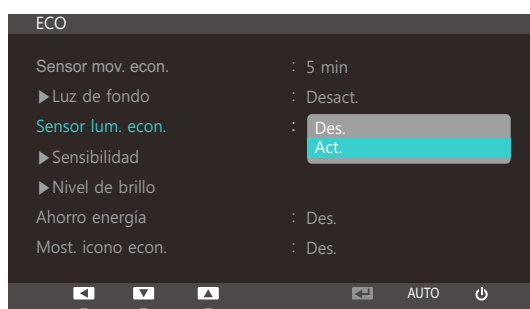 ECO
Sensor mov. econ. : 5 min
▶Luz de fondo : Desact.
Sensor lum. econ. : Des.
Act.
▶Sensibilidad
▶Nivel de brillo
Ahorro energía : Des.
Most. icono econ. : Des.
AUTO